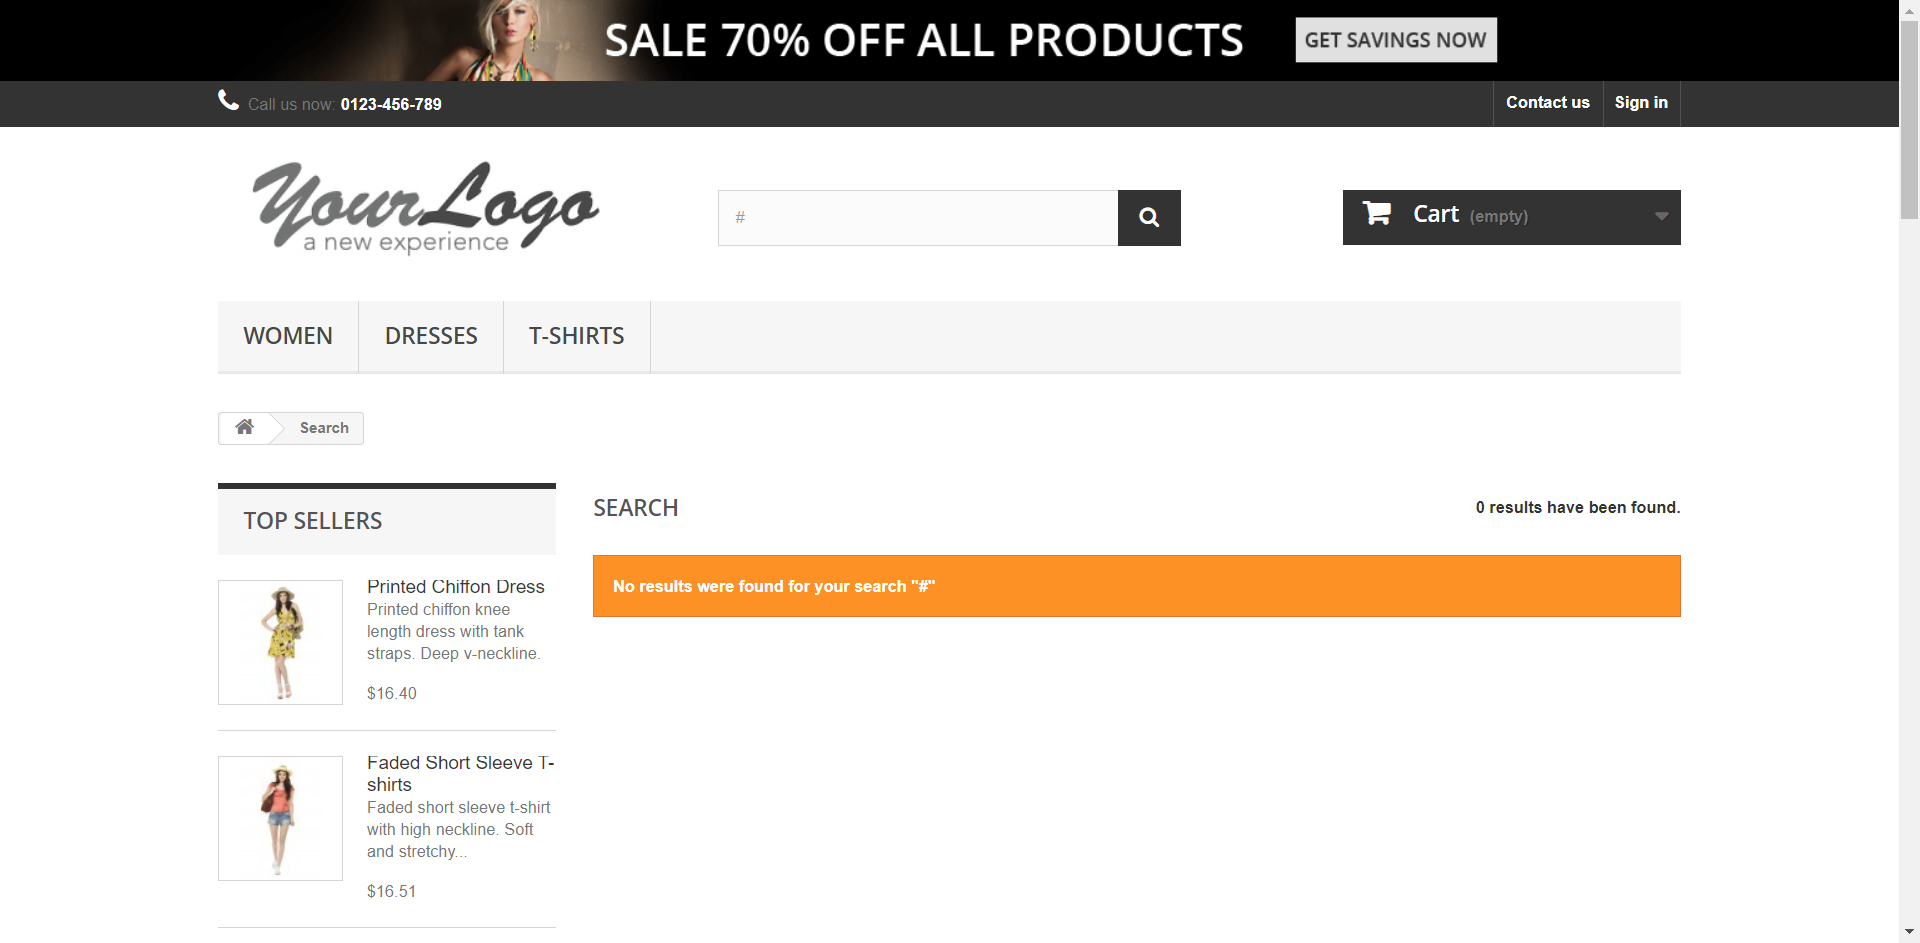 SALE 70% OFF ALL PRODUCTS
GET SAVINGS NOW
Call us now: 0123-456-789
Contact us
Sign in
YourLogo
a new experience
#
Cart (empty)
WOMEN
DRESSES
T-SHIRTS
Search
TOP SELLERS
Printed Chiffon Dress
Printed chiffon knee
length dress with tank
straps. Deep v-neckline.
$16.40
Faded Short Sleeve T-
shirts
Faded short sleeve t-shirt
with high neckline. Soft
and stretchy...
$16.51
SEARCH
0 results have been found.
No results were found for your search "#"